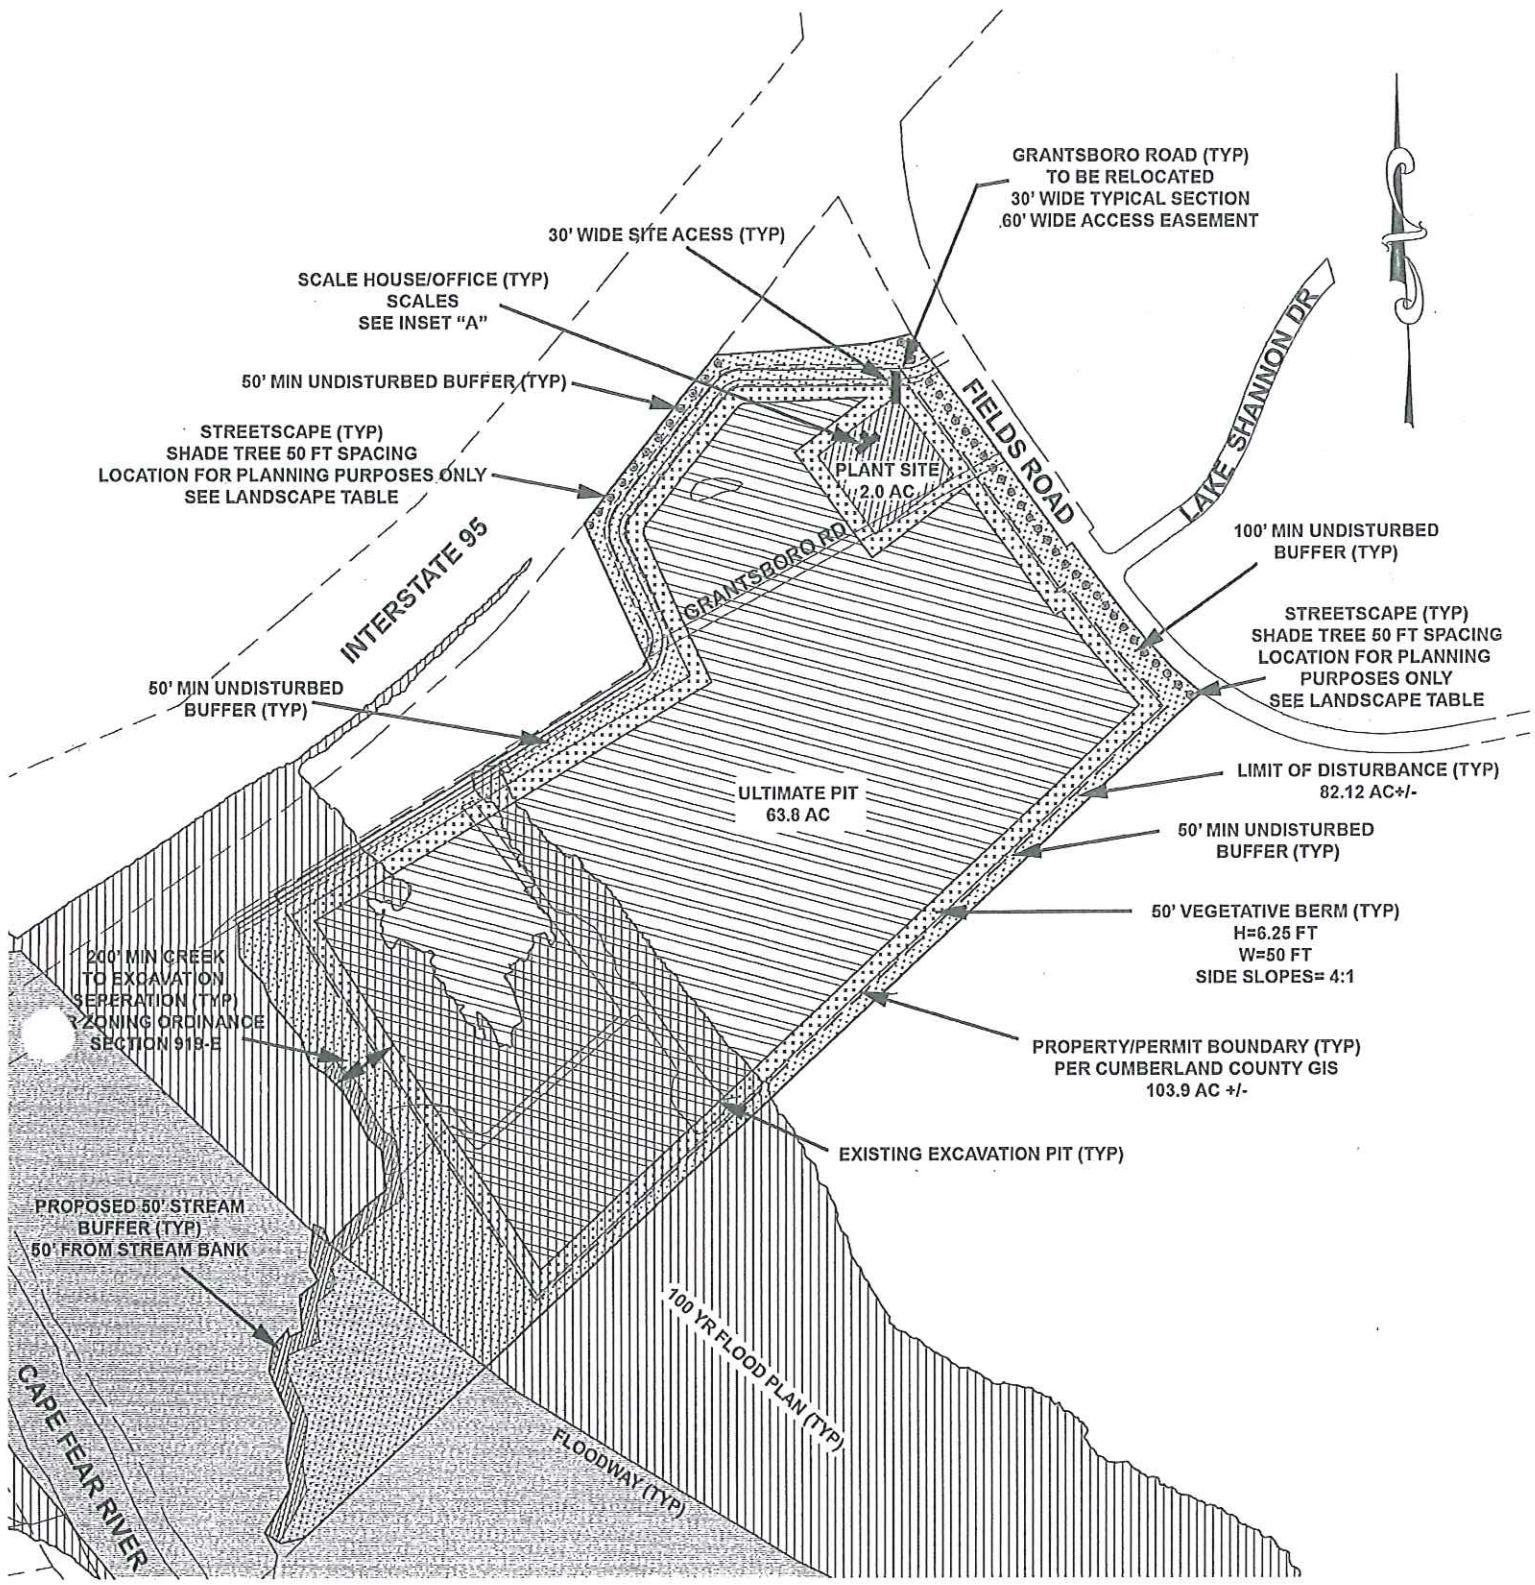 GRANTSBORO ROAD (TYP)
TO BE RELOCATED
30' WIDE TYPICAL SECTION
60' WIDE ACCESS EASEMENT
30' WIDE SITE ACESS (TYP)
SCALE HOUSE/OFFICE (TYP)
SCALES
SEE INSET “A”
50' MIN UNDISTURBED BUFFER (TYP)
STREETSCAPE (TYP)
SHADE TREE 50 FT SPACING
LOCATION FOR PLANNING PURPOSES ONLY
SEE LANDSCAPE TABLE
INTERSTATE 95
FIELDS ROAD
LAKE SHANNON DR
PLANT SITE
2.0 AC
GRANTSBORO RD
100' MIN UNDISTURBED
BUFFER (TYP)
STREETSCAPE (TYP)
SHADE TREE 50 FT SPACING
LOCATION FOR PLANNING
PURPOSES ONLY
SEE LANDSCAPE TABLE
50' MIN UNDISTURBED
BUFFER (TYP)
ULTIMATE PIT
63.8 AC
LIMIT OF DISTURBANCE (TYP)
82.12 AC+/-
50' MIN UNDISTURBED
BUFFER (TYP)
50' VEGETATIVE BERM (TYP)
H=6.25 FT
W=50 FT
SIDE SLOPES= 4:1
200' MIN CREEK
TO EXCAVATION
SEPERATION (TYP)
R ZONING ORDINANCE
SECTION 919-E
PROPERTY/PERMIT BOUNDARY (TYP)
PER CUMBERLAND COUNTY GIS
103.9 AC +/-
EXISTING EXCAVATION PIT (TYP)
PROPOSED 50' STREAM
BUFFER (TYP)
50' FROM STREAM BANK
100 YR FLOOD PLAN (TYP)
FLOODWAY (TYP)
CAPE FEAR RIVER